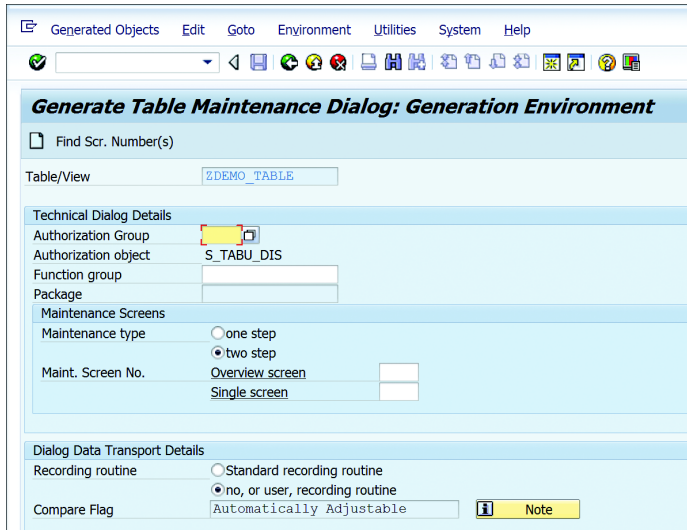 Generated Objects Edit Goto Environment Utilities System Help
Generate Table Maintenance Dialog: Generation Environment
Find Scr. Number(s)
Table/View ZDEMO_TABLE
Technical Dialog Details
Authorization Group
Authorization object S_TABU_DIS
Function group
Package
Maintenance Screens
Maintenance type one step
two step
Maint. Screen No. Overview screen
Single screen
Dialog Data Transport Details
Recording routine Standard recording routine
no, or user, recording routine
Compare Flag Automatically Adjustable Note